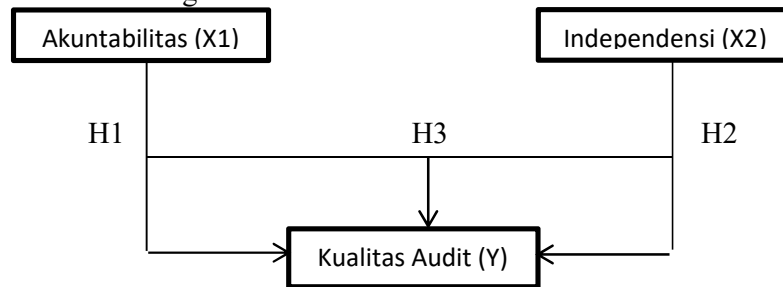 Akuntabilitas (X1)
Independensi (X2)
H1
H3
H2
Kualitas Audit (Y)